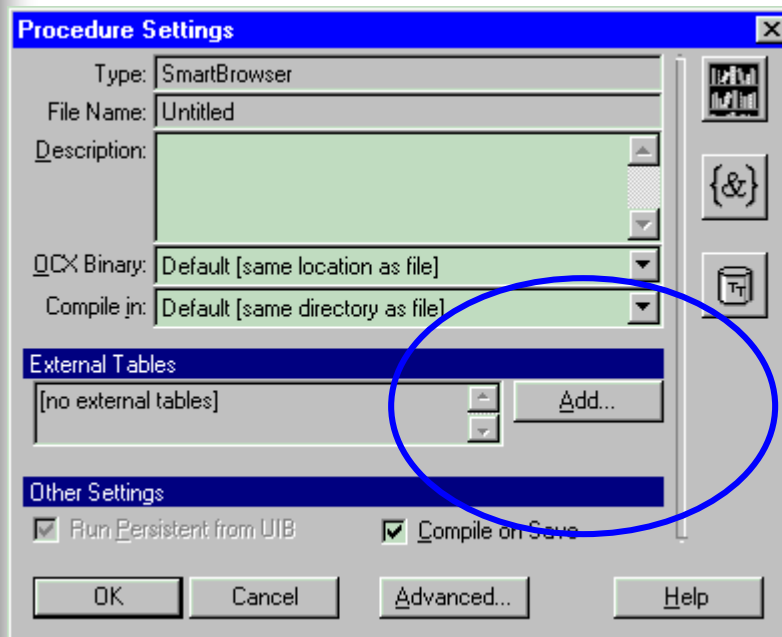 Procedure Settings
Type: SmartBrowser
File Name: Untitled
Description:
{&}
OCX Binary: Default [same location as file]
Compile in: Default [same directory as file]
TT
External Tables
[no external tables]
Add...
Other Settings
Run Persistent from UIB
Compile on Save
OK
Cancel
Advanced...
Help